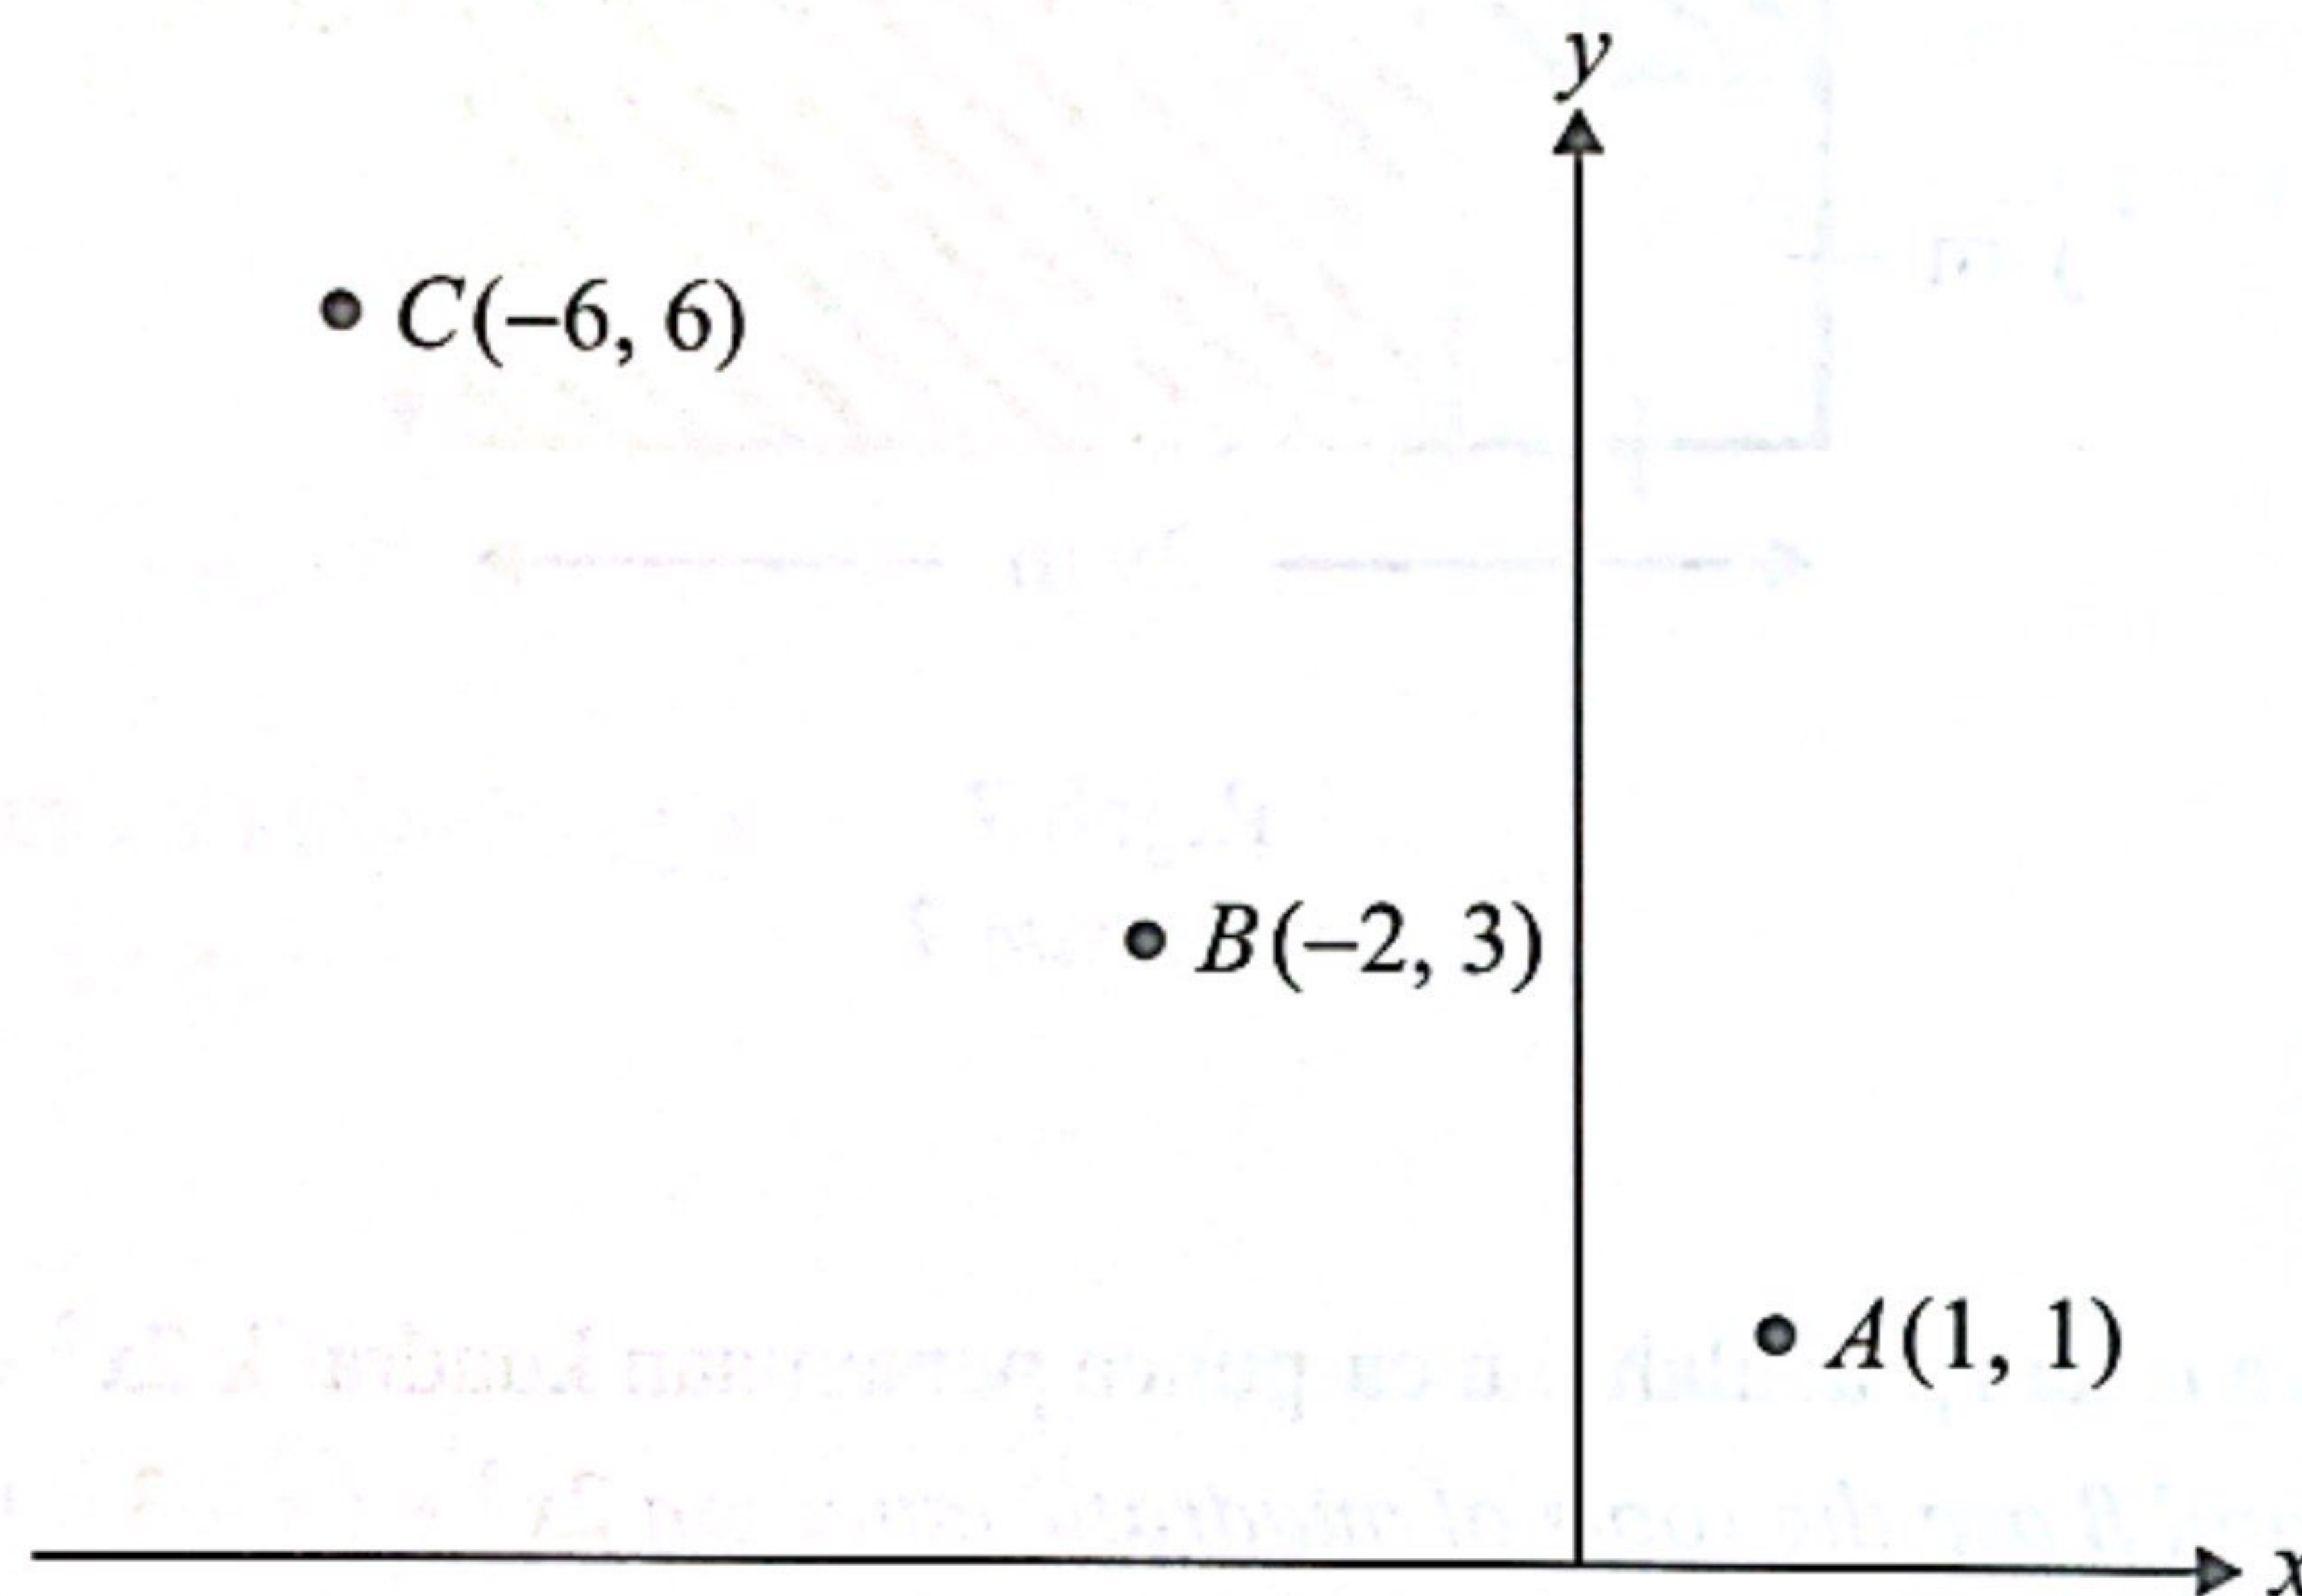 y
C(–6, 6)
B(–2, 3)
A(1, 1)
x